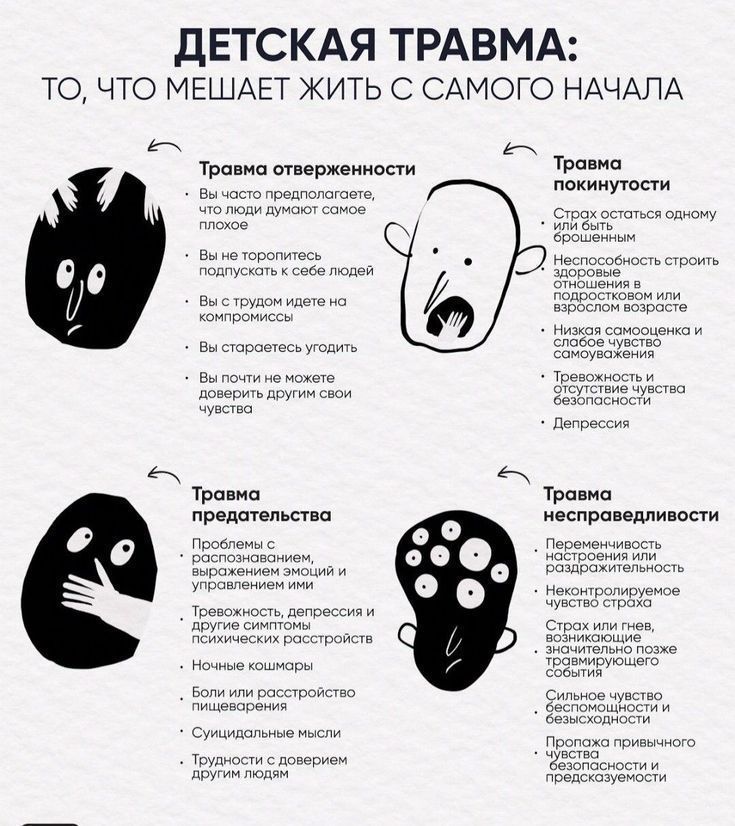 ДЕТСКАЯ ТРАВМА:
ТО, ЧТО МЕШАЕТ ЖИТЬ С САМОГО НАЧАЛА
Травма отверженности
• Вы часто предполагаете,
что люди думают самое
плохое
• Вы не торопитесь
подпускать к себе людей
• Вы с трудом идете на
компромиссы
• Вы стараетесь угодить
• Вы почти не можете
доверить другим свои
чувства
Травма
покинутости
• Страх остаться одному
или быть
брошенным
• Неспособность строить
здоровые
отношения в
подростковом или
взрослом возрасте
• Низкая самооценка и
слабое чувство
самоуважения
• Тревожность и
отсутствие чувства
безопасности
• Депрессия
Травма
предательства
• Проблемы с
распознаванием,
выражением эмоций и
управлением ими
• Тревожность, депрессия и
другие симптомы
психических расстройств
• Ночные кошмары
• Боли или расстройство
пищеварения
• Суицидальные мысли
• Трудности с доверием
другим людям
Травма
несправедливости
• Переменчивость
настроения или
раздражительность
• Неконтролируемое
чувство страха
• Страх или гнев,
возникающие
значительно позже
травмирующего
события
• Сильное чувство
беспомощности и
безысходности
• Пропажа привычного
чувства
безопасности и
предсказуемости